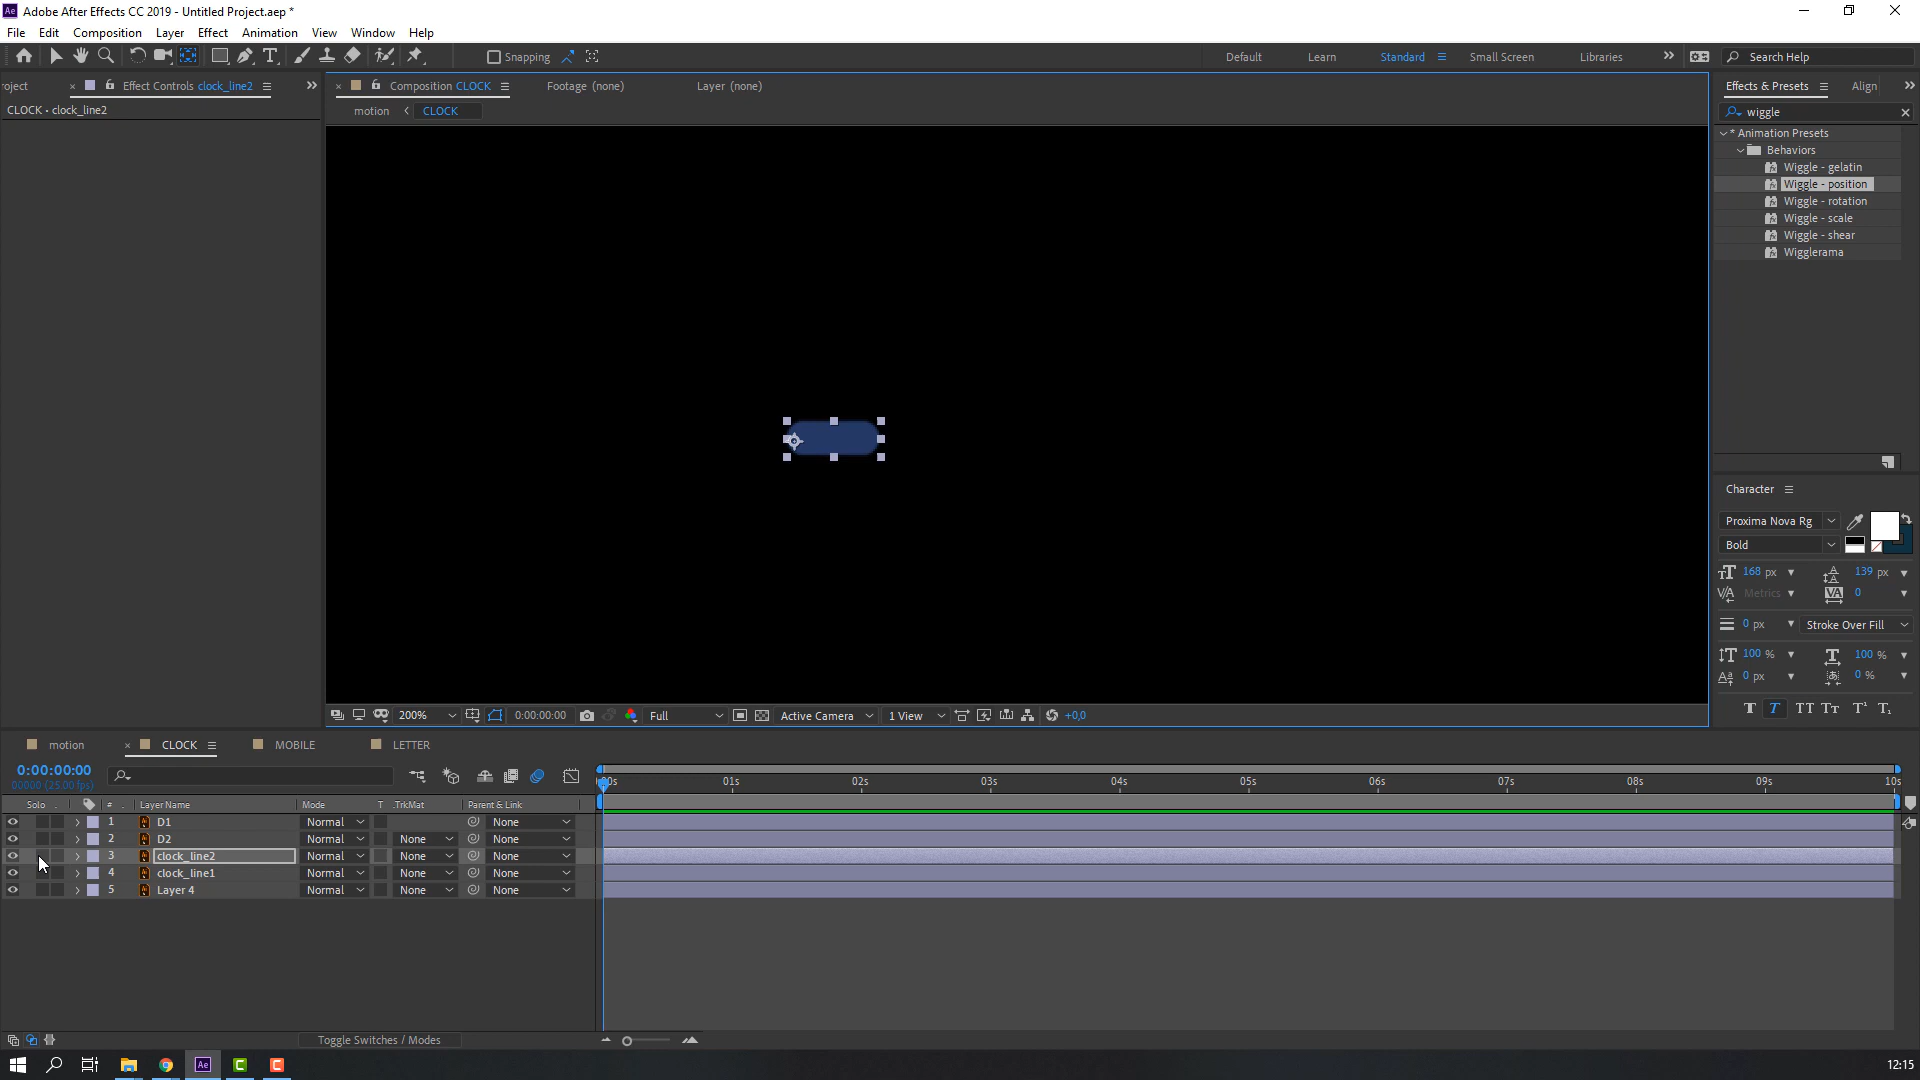 Adobe After Effects CC 2019 - Untitled Project.aep *
File Edit Composition Layer Effect Animation View Window Help
Snapping
Default Learn Standard Small Screen Libraries Search Help
roject Effect Controls clock_line2
CLOCK • clock_line2
Composition CLOCK Footage (none) Layer (none)
motion CLOCK
Effects & Presets Align
wiggle
* Animation Presets
Behaviors
Wiggle - gelatin
Wiggle - position
Wiggle - rotation
Wiggle - scale
Wiggle - shear
Wigglerama
Character
Proxima Nova Rg
Bold
168 px 139 px
Metrics 0
0 px Stroke Over Fill
100 % 100 %
0 px 0 %
200% 0:00:00:00 Full Active Camera 1 View +0,0
motion CLOCK MOBILE LETTER
0:00:00:00
00000 (25.00 fps)
:00s 01s 02s 03s 04s 05s 06s 07s 08s 09s 10s
Solo # Layer Name Mode T .TrkMat Parent & Link
1 D1 Normal None
2 D2 Normal None None
3 clock_line2 Normal None None
4 clock_line1 Normal None None
5 Layer 4 Normal None None
Toggle Switches / Modes
12:15